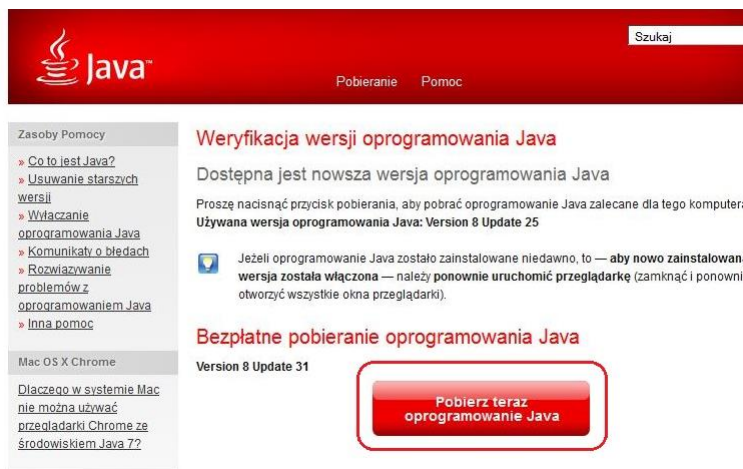 Java
Szukaj
Pobieranie Pomoc
Zasoby Pomocy
» Co to jest Java?
» Usuwanie starszych
wersji
» Wyłączanie
oprogramowania Java
» Komunikaty o błędach
» Rozwiązywanie
problemów z
oprogramowaniem Java
» Inna pomoc
Mac OS X Chrome
Dlaczego w systemie Mac
nie można używać
przeglądarki Chrome ze
środowiskiem Java 7?
Weryfikacja wersji oprogramowania Java
Dostępna jest nowsza wersja oprogramowania Java
Proszę nacisnąć przycisk pobierania, aby pobrać oprogramowanie Java zalecane dla tego komputera
Używana wersja oprogramowania Java: Version 8 Update 25
Jeżeli oprogramowanie Java zostało zainstalowane niedawno, to — aby nowo zainstalowana
wersja została włączona — należy ponownie uruchomić przeglądarkę (zamknąć i ponowni
otworzyć wszystkie okna przeglądarki).
Bezpłatne pobieranie oprogramowania Java
Version 8 Update 31
Pobierz teraz
oprogramowanie Java